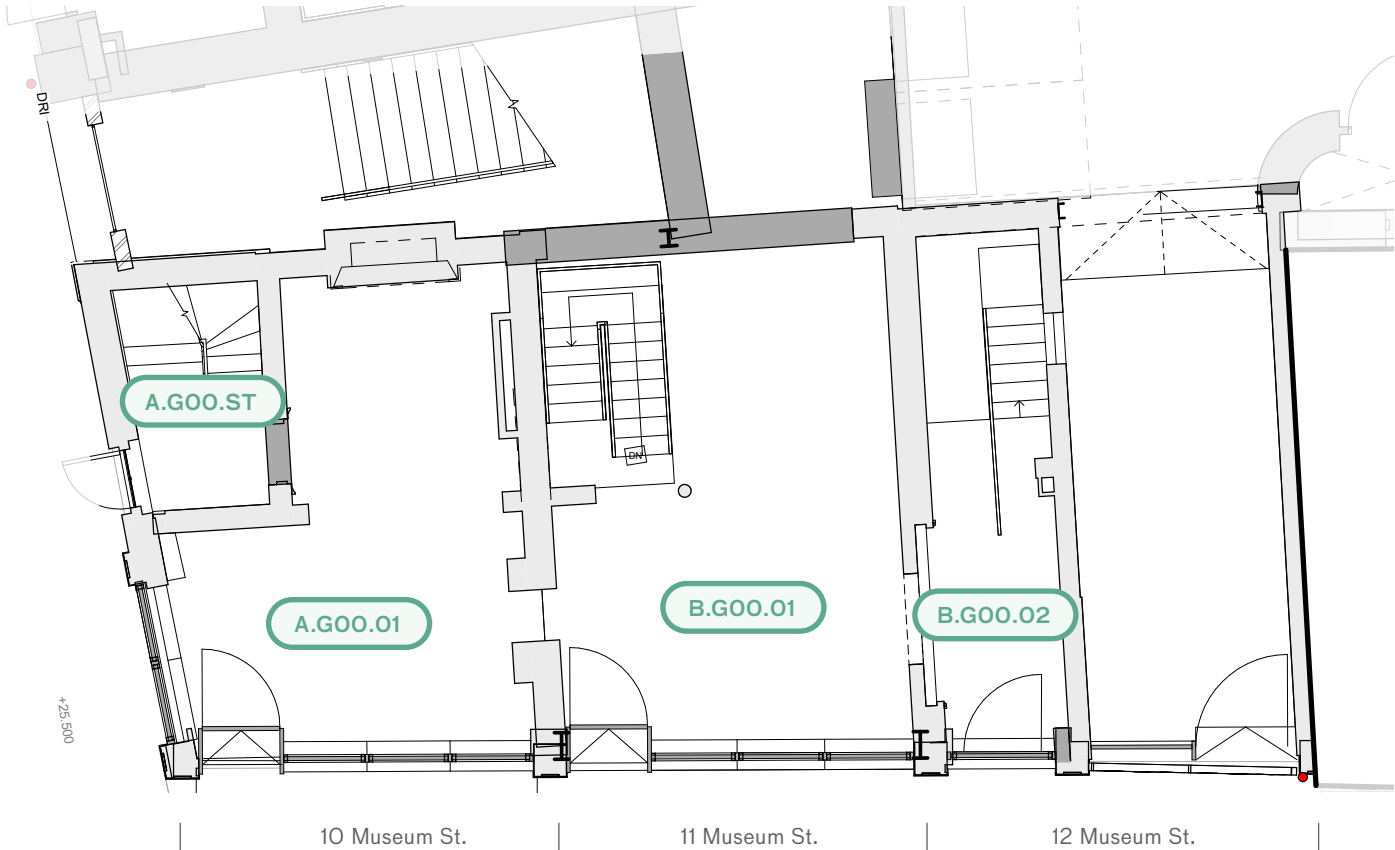 DRI
A.G00.ST
DN
B.G00.01
B.G00.02
A.G00.01
+25.500
10 Museum St.
11 Museum St.
12 Museum St.